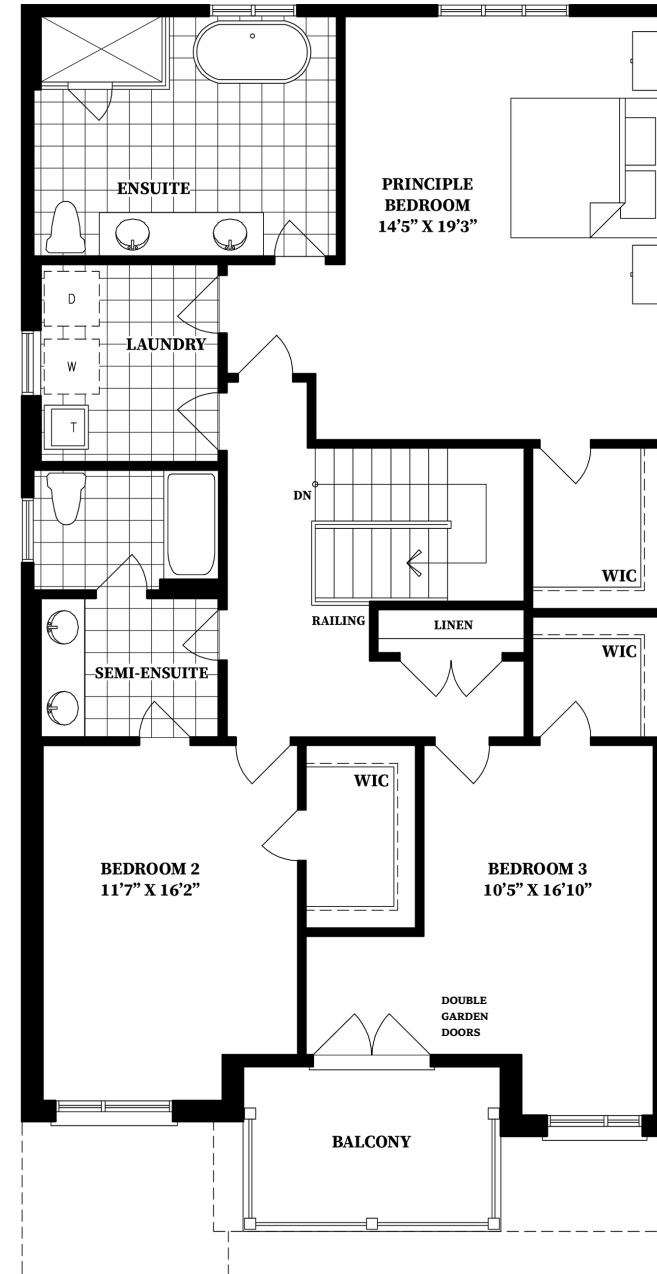 ENSUITE
PRINCIPLE
BEDROOM
14'5” X 19'3”
D
LAUNDRY
W
T
DN
WIC
RAILING
LINEN
WIC
SEMI-ENSUITE
WIC
BEDROOM 2
11'7” X 16'2”
BEDROOM 3
10'5” X 16'10”
DOUBLE
GARDEN
DOORS
BALCONY